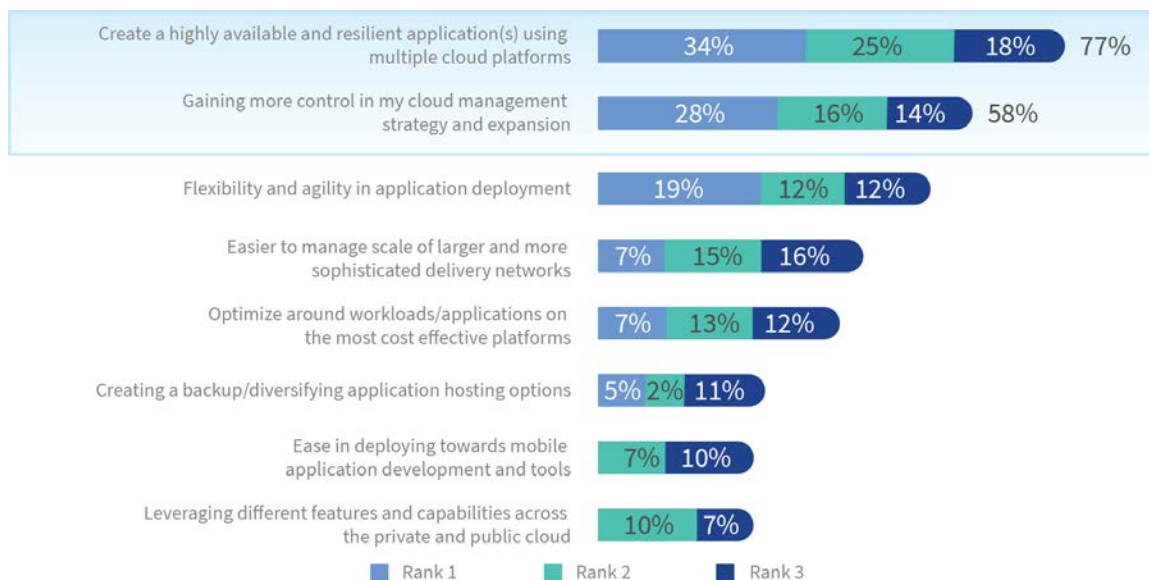 Create a highly available and resilient application(s) using
multiple cloud platforms
34% 25% 18% 77%
Gaining more control in my cloud management
strategy and expansion
28% 16% 14% 58%
Flexibility and agility in application deployment
19% 12% 12%
Easier to manage scale of larger and more
sophisticated delivery networks
7% 15% 16%
Optimize around workloads/applications on
the most cost effective platforms
7% 13% 12%
Creating a backup/diversifying application hosting options
5% 2% 11%
Ease in deploying towards mobile
application development and tools
7% 10%
Leveraging different features and capabilities across
the private and public cloud
10% 7%
Rank 1 Rank 2 Rank 3